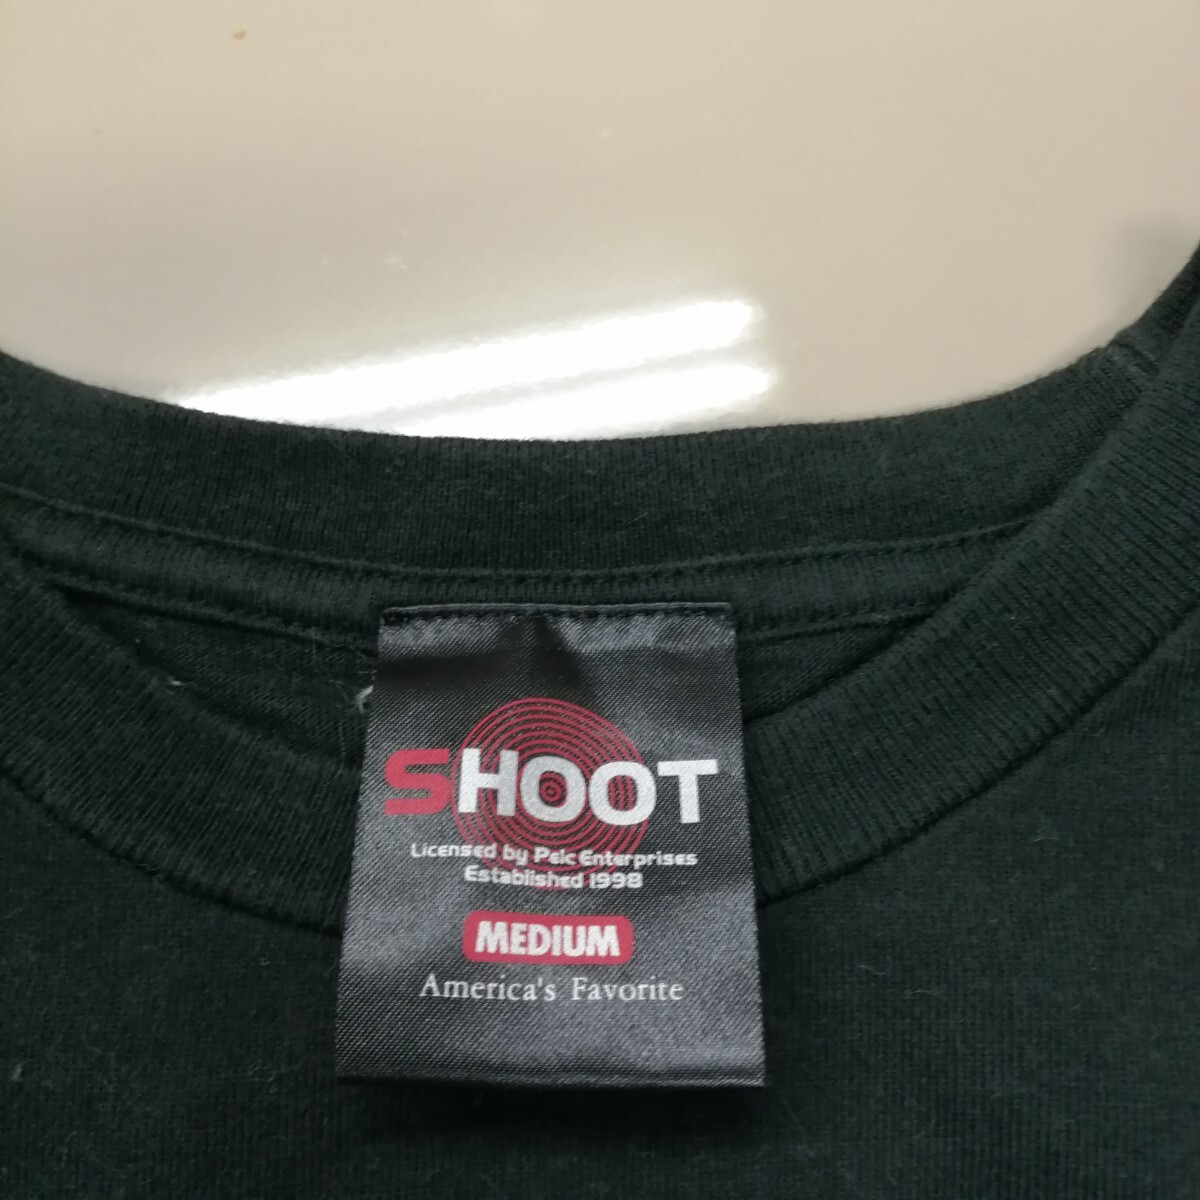 SHOOT
Licensed by Pelc Enterprises
Established 1998
MEDIUM
America's Favorite